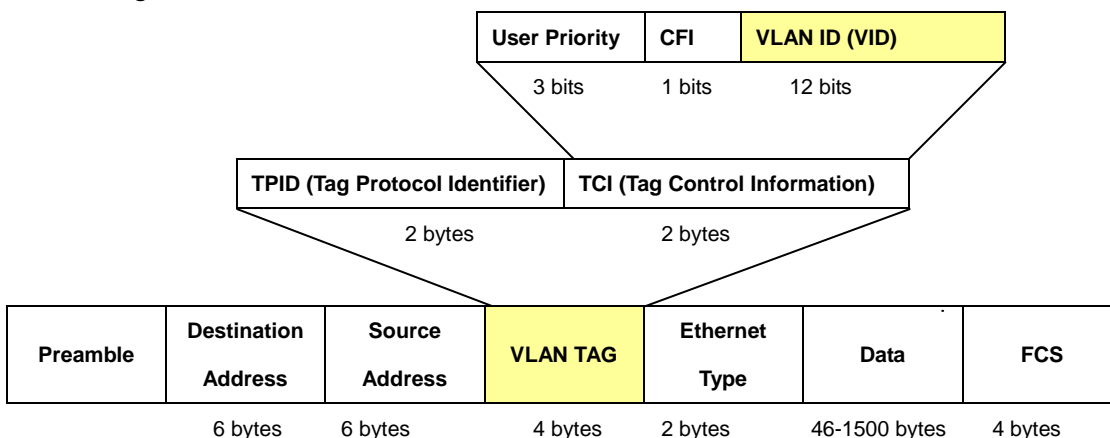 User Priority CFI VLAN ID (VID)
3 bits 1 bits 12 bits
TPID (Tag Protocol Identifier) TCI (Tag Control Information)
2 bytes 2 bytes
Preamble Destination Address Source Address VLAN TAG Ethernet Type Data FCS
6 bytes 6 bytes 4 bytes 2 bytes 46-1500 bytes 4 bytes